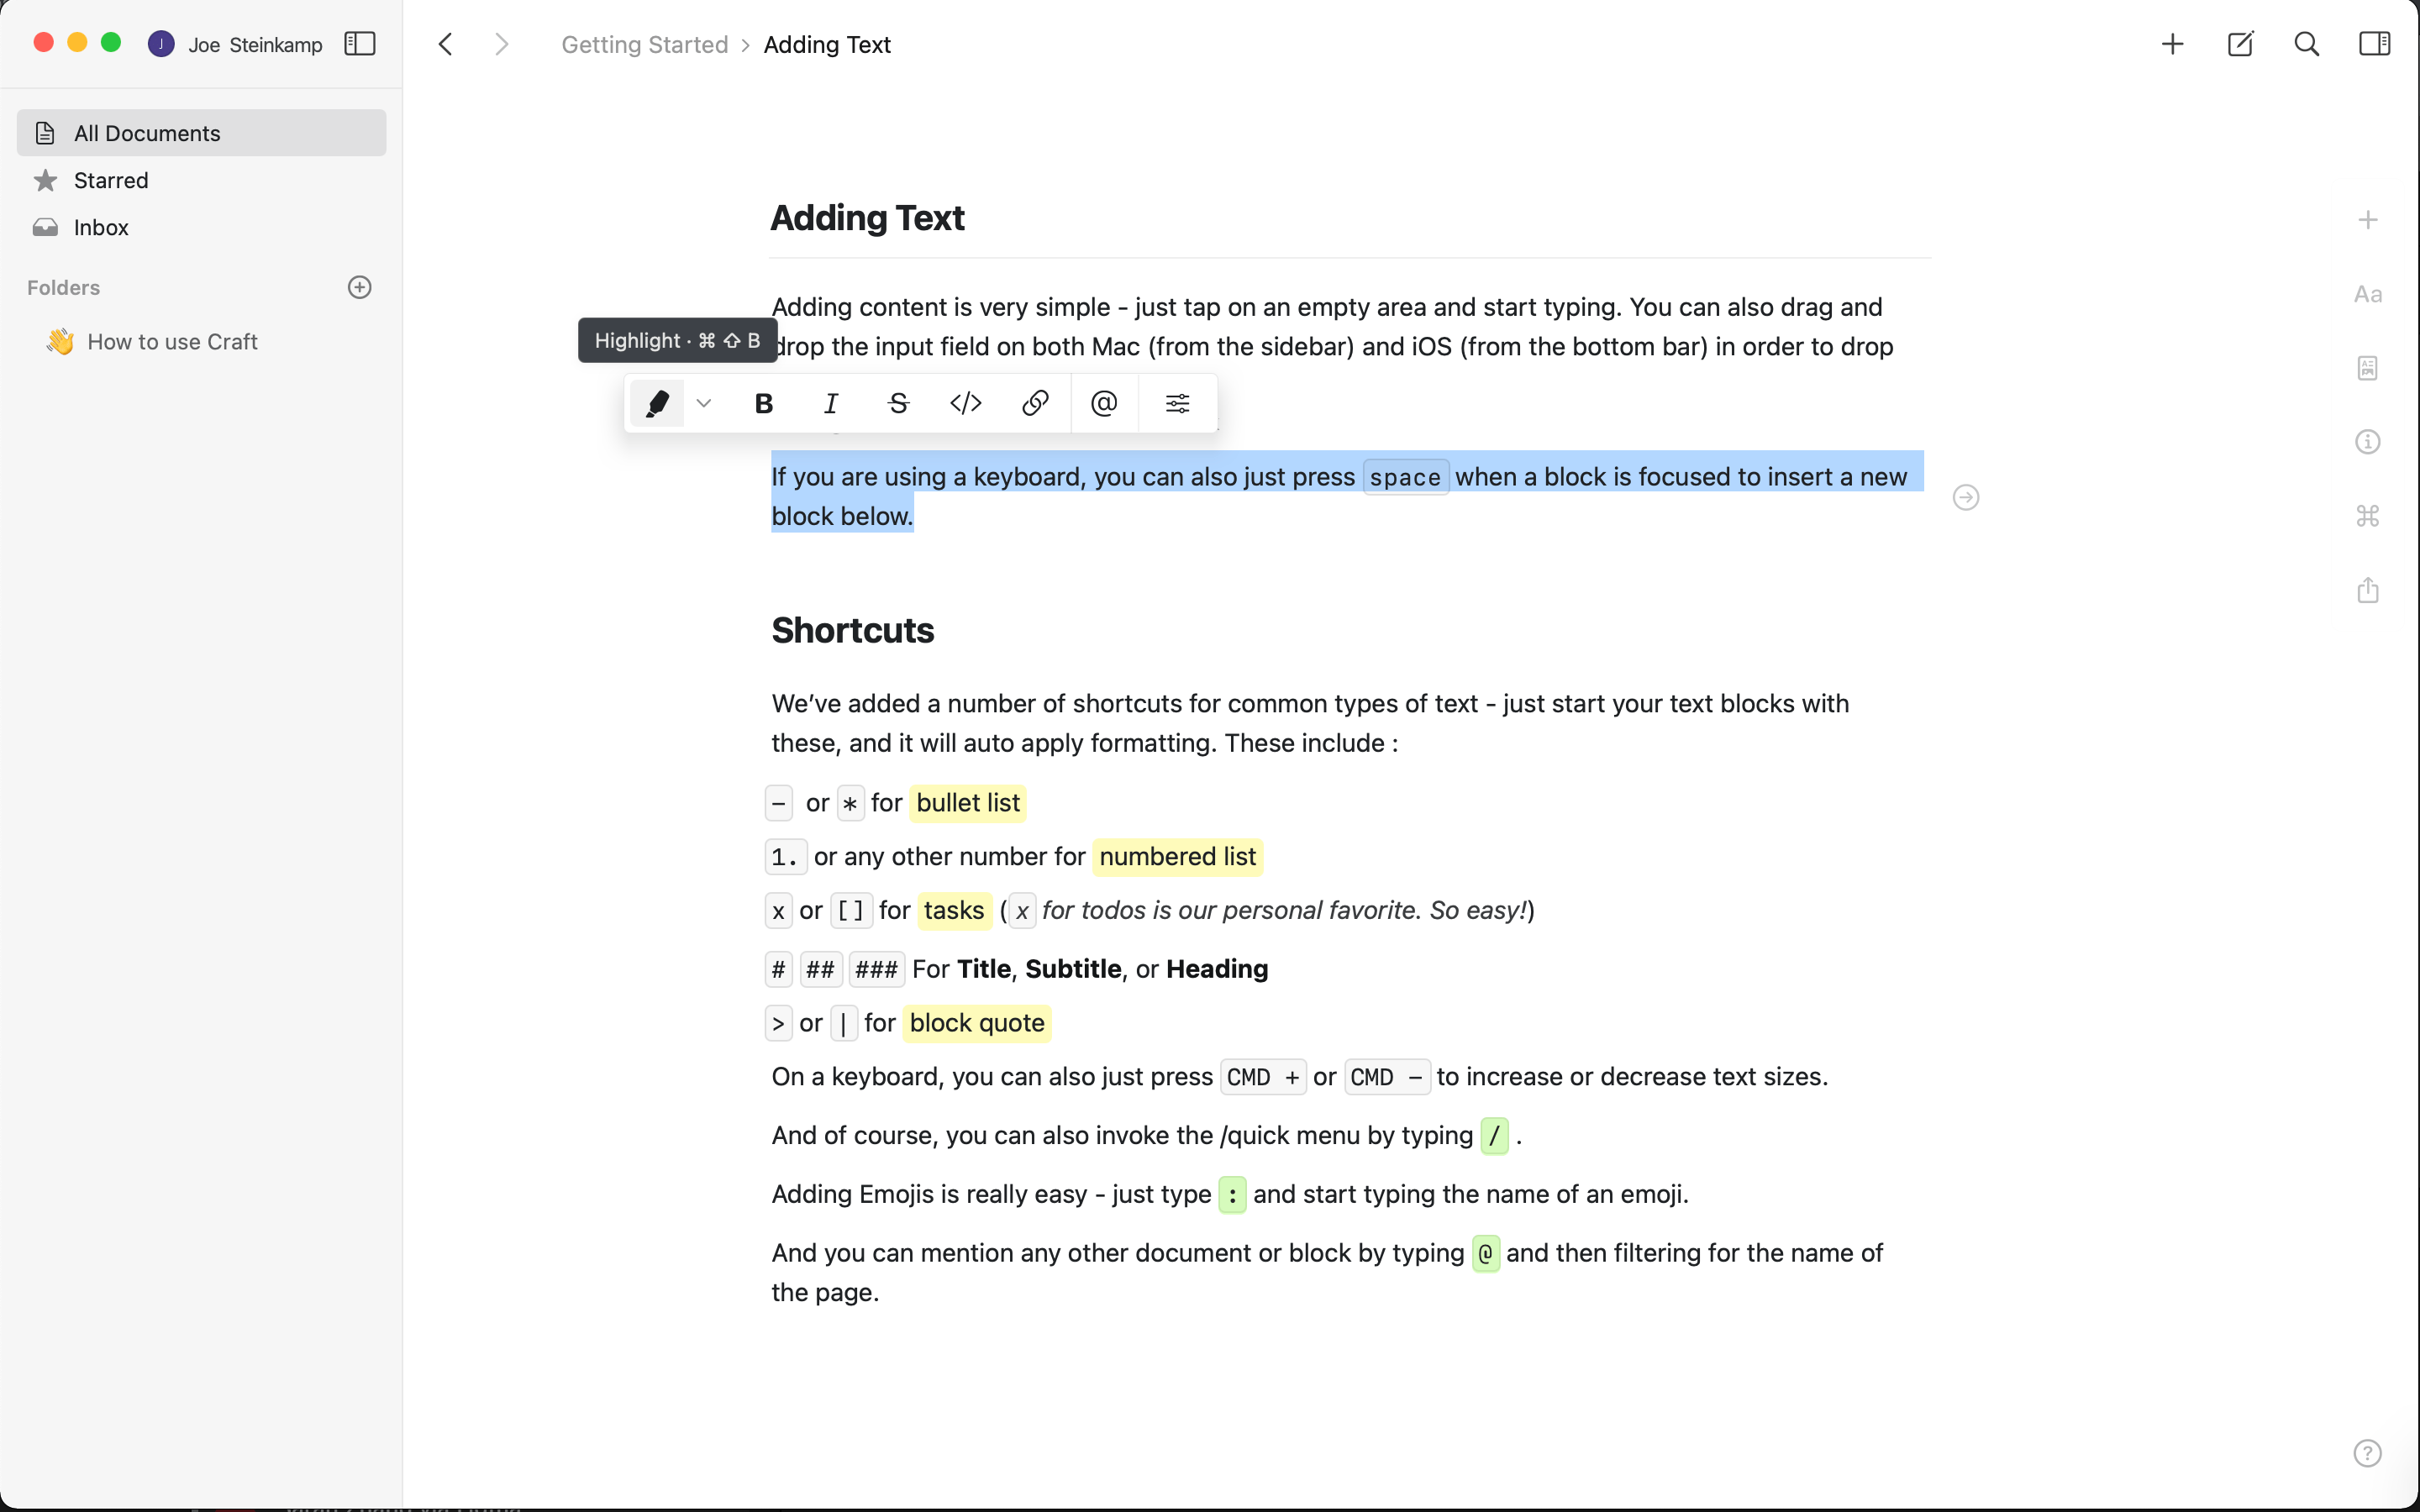 J Joe Steinkamp
Getting Started › Adding Text
All Documents
Starred
Inbox
Folders
How to use Craft
Adding Text
Adding content is very simple - just tap on an empty area and start typing. You can also drag and
Highlight · ⌘ ⇧ B
drop the input field on both Mac (from the sidebar) and iOS (from the bottom bar) in order to drop
B I S </> @
If you are using a keyboard, you can also just press space when a block is focused to insert a new
block below.
Aa
Shortcuts
We’ve added a number of shortcuts for common types of text - just start your text blocks with
these, and it will auto apply formatting. These include :
- or * for bullet list
1. or any other number for numbered list
x or [] for tasks (x for todos is our personal favorite. So easy!)
# ## ### For Title, Subtitle, or Heading
> or | for block quote
On a keyboard, you can also just press CMD + or CMD - to increase or decrease text sizes.
And of course, you can also invoke the /quick menu by typing / .
Adding Emojis is really easy - just type : and start typing the name of an emoji.
And you can mention any other document or block by typing @ and then filtering for the name of
the page.
?